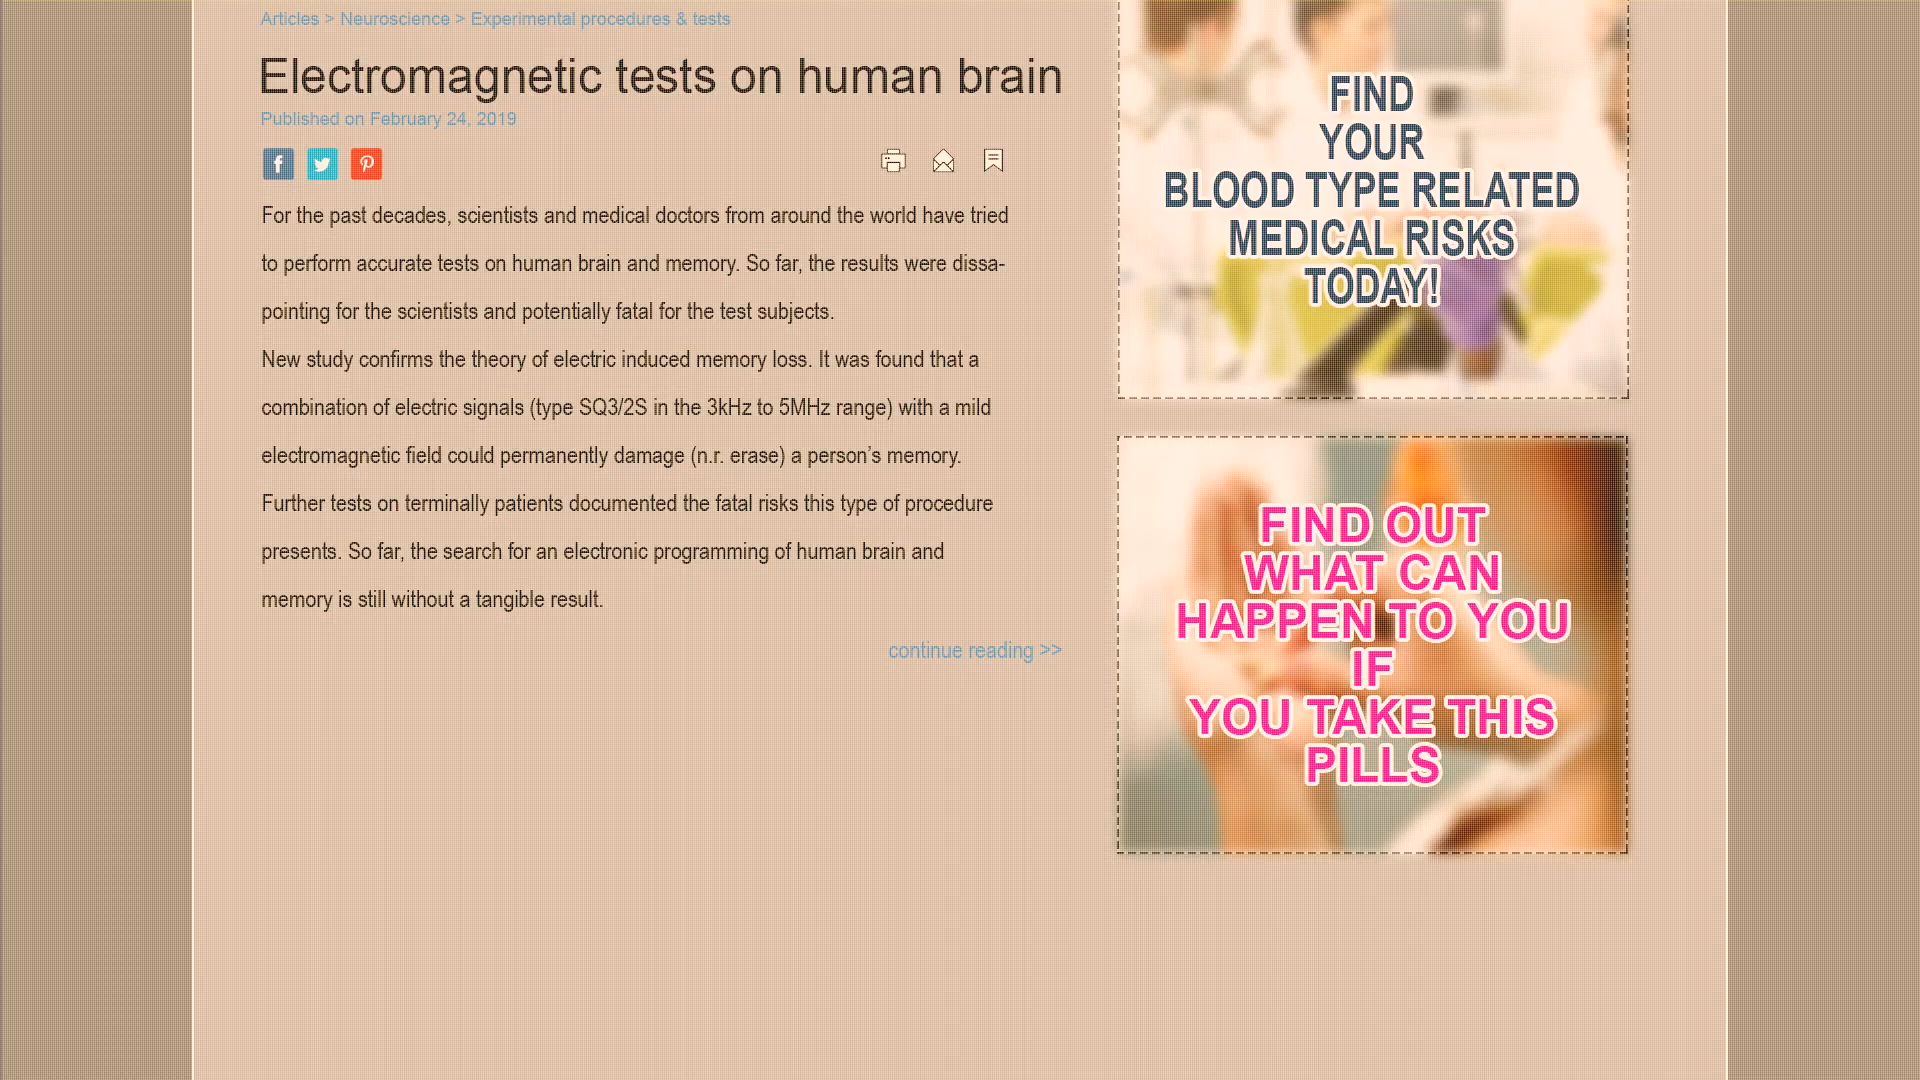 Articles > Neuroscience > Experimental procedures & tests
Electromagnetic tests on human brain
Published on February 24, 2019
For the past decades, scientists and medical doctors from around the world have tried
to perform accurate tests on human brain and memory. So far, the results were dissa-
pointing for the scientists and potentially fatal for the test subjects.
New study confirms the theory of electric induced memory loss. It was found that a
combination of electric signals (type SQ3/2S in the 3kHz to 5MHz range) with a mild
electromagnetic field could permanently damage (n.r. erase) a person’s memory.
Further tests on terminally patients documented the fatal risks this type of procedure
presents. So far, the search for an electronic programming of human brain and
memory is still without a tangible result.
continue reading >>
FIND
YOUR
BLOOD TYPE RELATED
MEDICAL RISKS
TODAY!
FIND OUT
WHAT CAN
HAPPEN TO YOU
IF
YOU TAKE THIS
PILLS